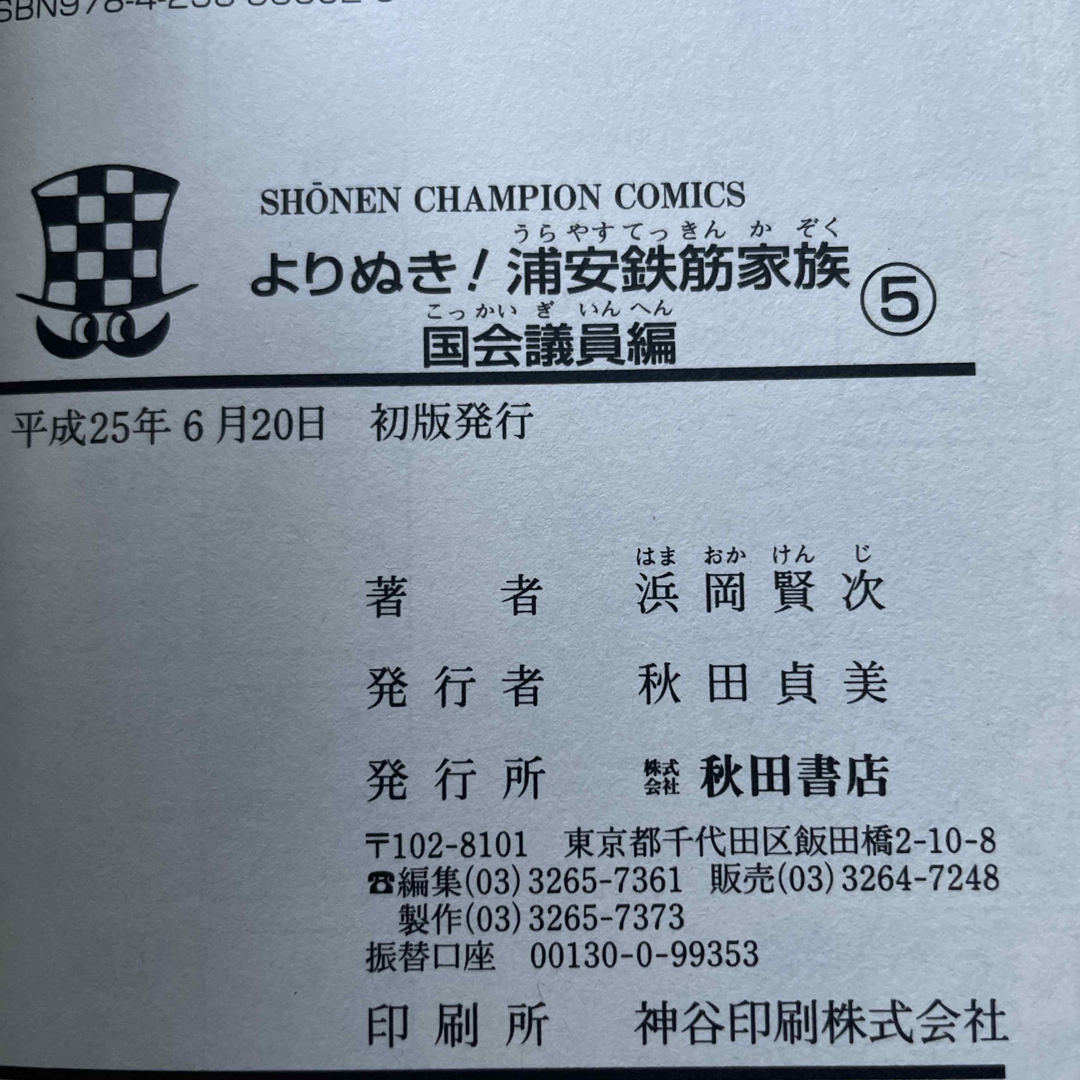 SHŌNEN CHAMPION COMICS
うらやすてっきんかぞく
よりぬき!浦安鉄筋家族 ⑤
こっかいぎいんへん
国会議員編
平成25年6月20日 初版発行
はま おか けん じ
著者 浜岡賢次
発行者 秋田貞美
発行所 株式会社 秋田書店
〒102-8101 東京都千代田区飯田橋2-10-8
☎編集(03)3265-7361 販売(03)3264-7248
製作(03)3265-7373
振替口座 00130-0-99353
印刷所 神谷印刷株式会社